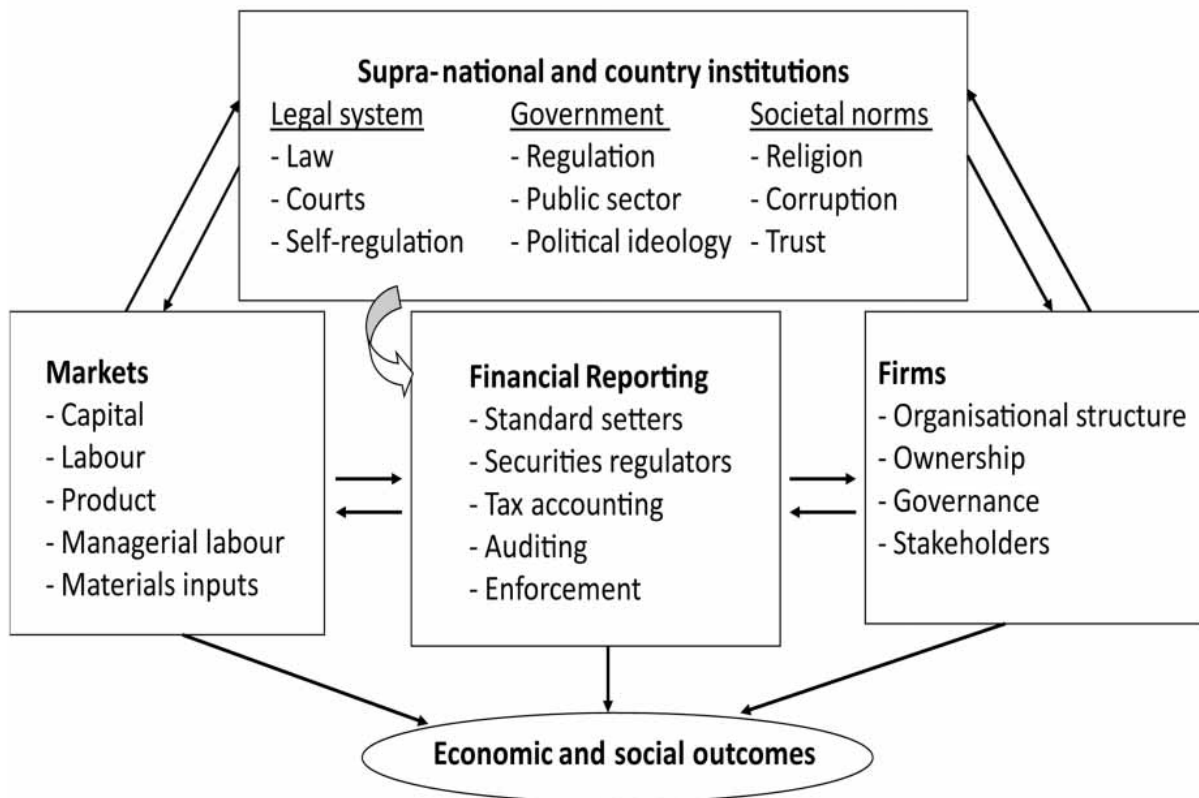 Supra-national and country institutions
Legal system
- Law
- Courts
- Self-regulation
Government
- Regulation
- Public sector
- Political ideology
Societal norms
- Religion
- Corruption
- Trust
Markets
- Capital
- Labour
- Product
- Managerial labour
- Materials inputs
Financial Reporting
- Standard setters
- Securities regulators
- Tax accounting
- Auditing
- Enforcement
Firms
- Organisational structure
- Ownership
- Governance
- Stakeholders
Economic and social outcomes